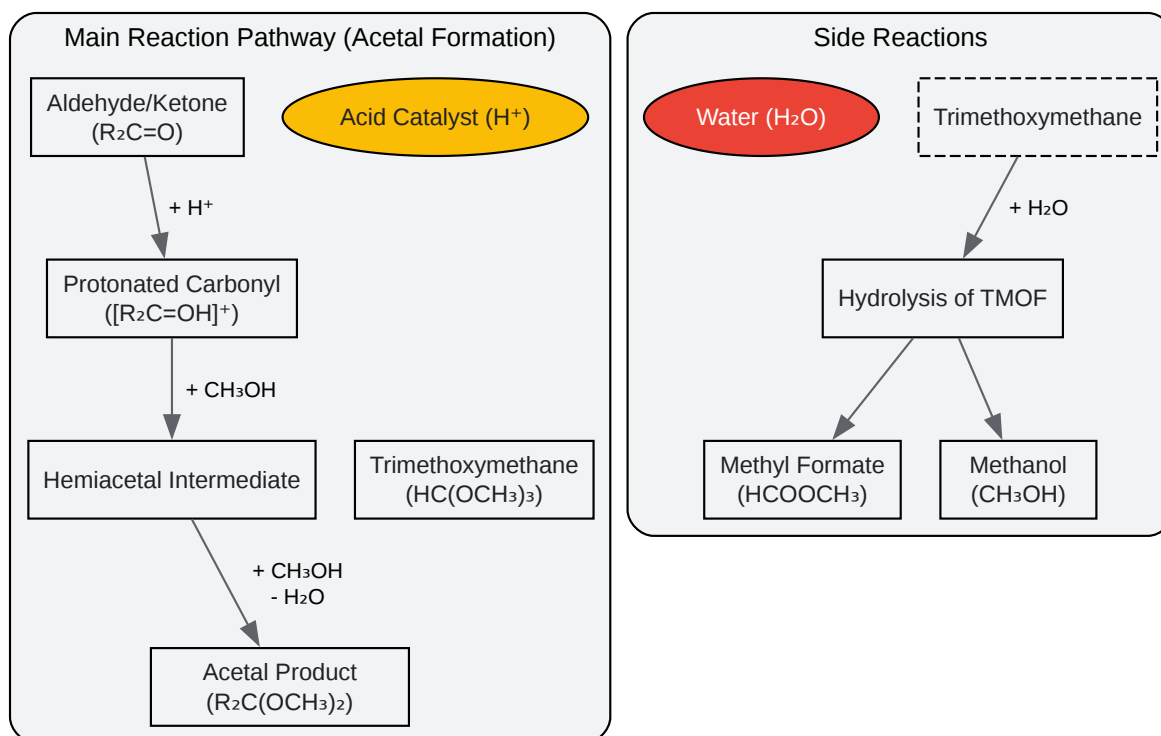 Main Reaction Pathway (Acetal Formation)
Aldehyde/Ketone
(R₂C=O)
Acid Catalyst (H⁺)
+ H⁺
Protonated Carbonyl
([R₂C=OH]⁺)
+ CH₃OH
Hemiacetal Intermediate
Trimethoxymethane
(HC(OCH₃)₃)
+ CH₃OH
- H₂O
Acetal Product
(R₂C(OCH₃)₂)
Side Reactions
Water (H₂O)
Trimethoxymethane
+ H₂O
Hydrolysis of TMOF
Methyl Formate
(HCOOCH₃)
Methanol
(CH₃OH)